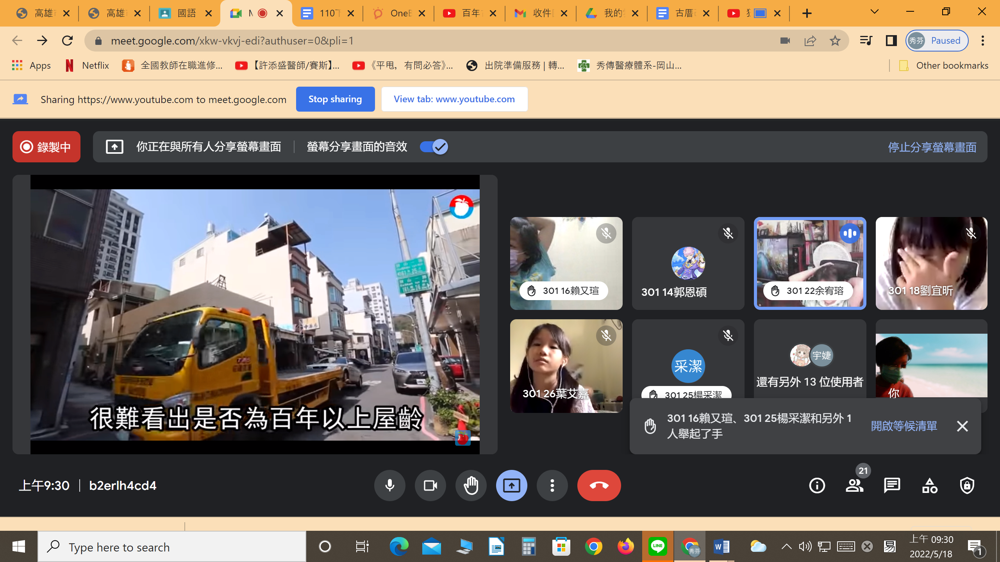 高雄
高雄
國語
110下
OneB
百年
收件
我的
古厝
meet.google.com/xkw-vkvj-edi?authuser=0&pli=1
秀芬 Paused
Apps Netflix 全國教師在職進修... 【許添盛醫師/賽斯】... 《平甩，有問必答》... 出院準備服務 | 轉... 秀傳醫療體系-岡山... Other bookmarks
Sharing https://www.youtube.com to meet.google.com Stop sharing View tab: www.youtube.com
錄製中 你正在與所有人分享螢幕畫面 螢幕分享畫面的音效 停止分享螢幕畫面
301 16賴又瑄
301 14郭恩碩
301 22余宥瑢
301 18劉宜昕
301 26葉艾嘉
采潔
301 25楊采潔
宇婕
還有另外 13 位使用者
你
很難看出是否為百年以上屋齡
301 16賴又瑄、301 25楊采潔和另外 1
人舉起了手
開啟等候清單
上午9:30 b2erlh4cd4
21
Type here to search
LINE
秀芬
W
易
上午 09:30
2022/5/18
1